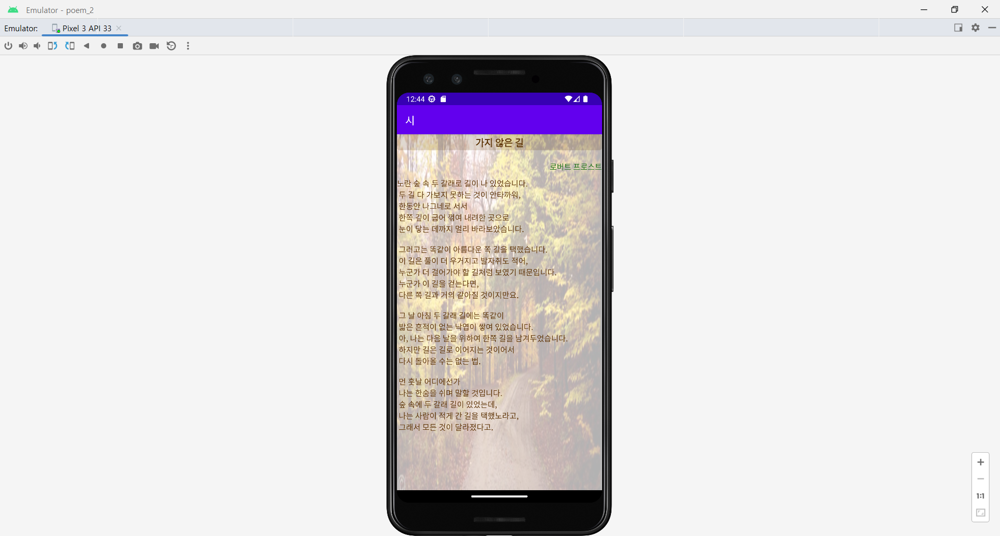 Emulator - poem_2
Emulator: Pixel 3 API 33
12:44
시
가지 않은 길
로버트 프로스트
노란 숲 속 두 갈래로 길이 나 있었습니다.
두 길 다 가보지 못하는 것이 안타까워,
한동안 나그네로 서서
한쪽 길이 굽어 꺾여 내려한 곳으로
눈이 닿는 데까지 멀리 바라보았습니다.
그러고는 똑같이 아름다운 쪽 길을 택했습니다.
이 길은 풀이 더 우거지고 발자취도 적어,
누군가 더 걸어가야 할 길처럼 보였기 때문입니다.
누군가 이 길을 걷는다면,
다른 쪽 길과 거의 같아질 것이지만요.
그 날 아침 두 갈래 길에는 똑같이
밟은 흔적이 없는 낙엽이 쌓여 있었습니다.
아, 나는 다음 날을 위하여 한쪽 길을 남겨두었습니다.
하지만 길은 길로 이어지는 것이어서
다시 돌아올 수는 없는 법.
먼 훗날 어디에선가
나는 한숨을 쉬며 말할 것입니다.
숲 속에 두 갈래 길이 있었는데,
나는 사람이 적게 간 길을 택했노라고,
그래서 모든 것이 달라졌다고.
1:1